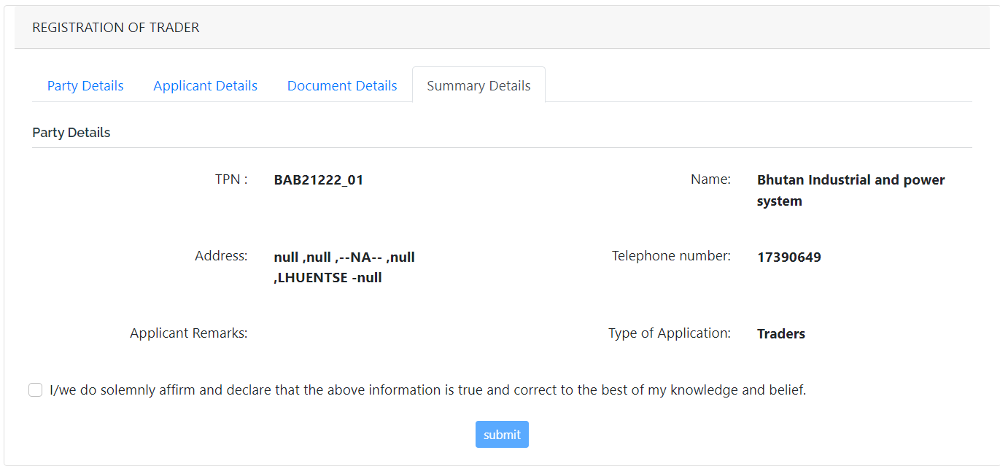 REGISTRATION OF TRADER
Party Details
Applicant Details
Document Details
Summary Details
Party Details
TPN :
BAB21222_01
Name:
Bhutan Industrial and power
system
Address:
null ,null ,--NA-- ,null
,LHUENTSE -null
Telephone number:
17390649
Applicant Remarks:
Type of Application:
Traders
I/we do solemnly affirm and declare that the above information is true and correct to the best of my knowledge and belief.
submit